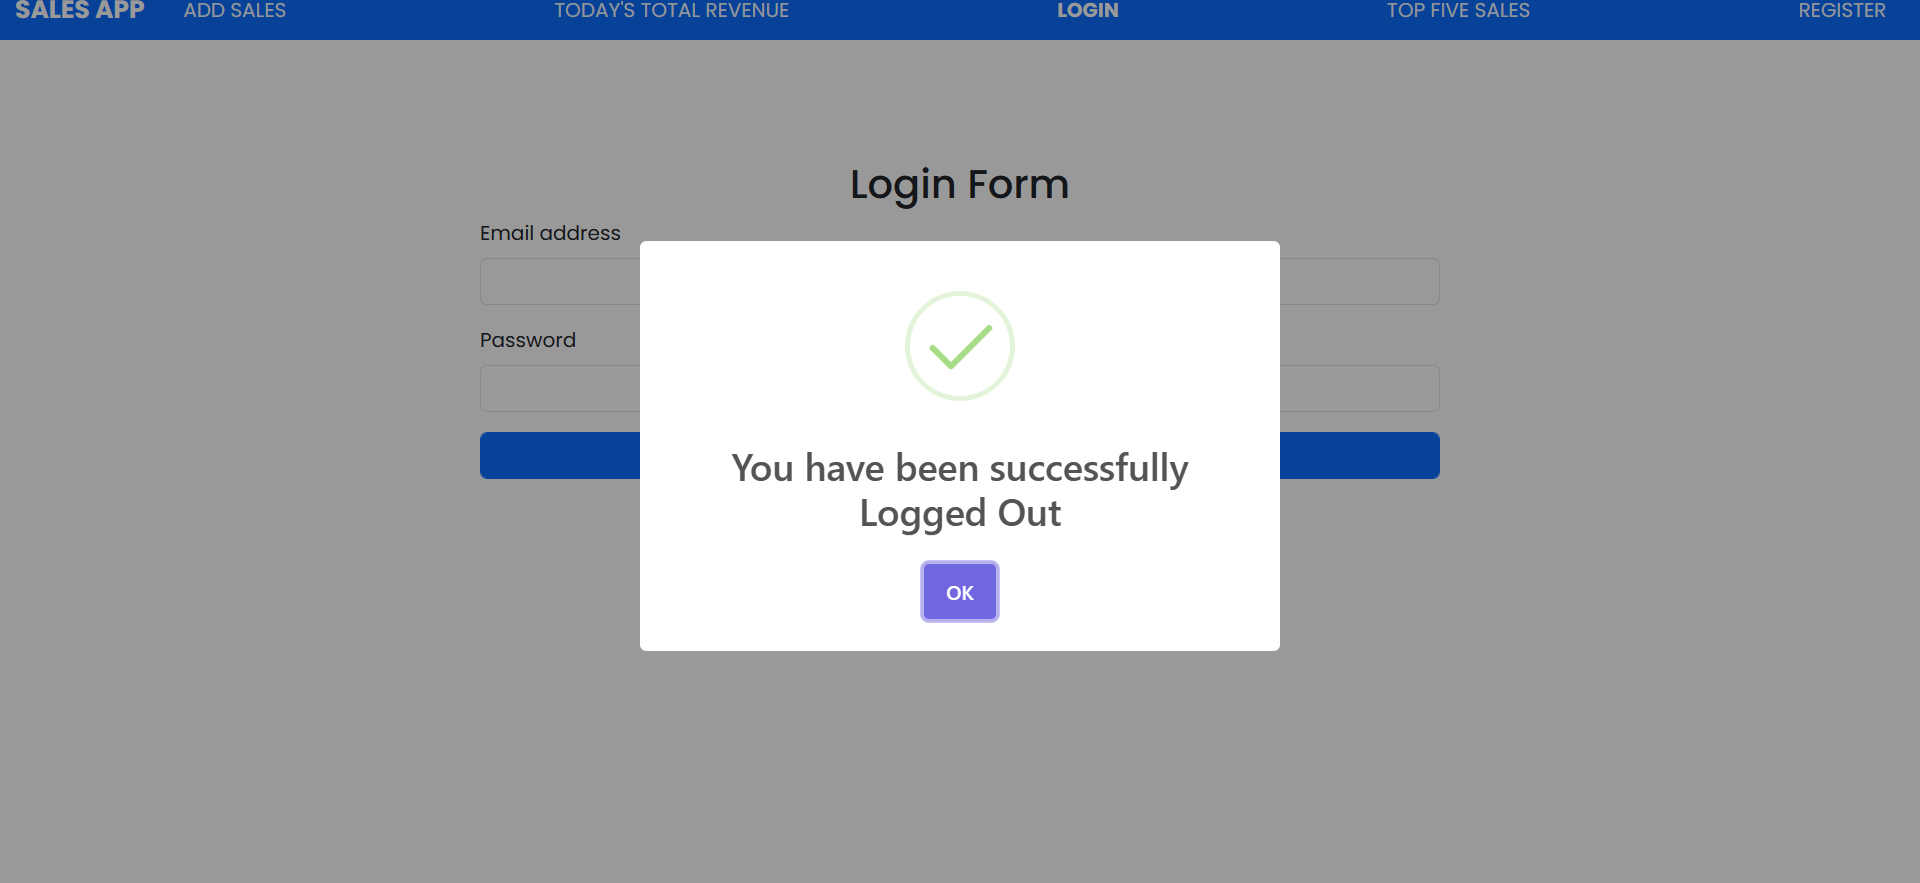 SALES APP ADD SALES TODAY'S TOTAL REVENUE LOGIN TOP FIVE SALES REGISTER
Login Form
Email address
Password
You have been successfully
Logged Out
OK